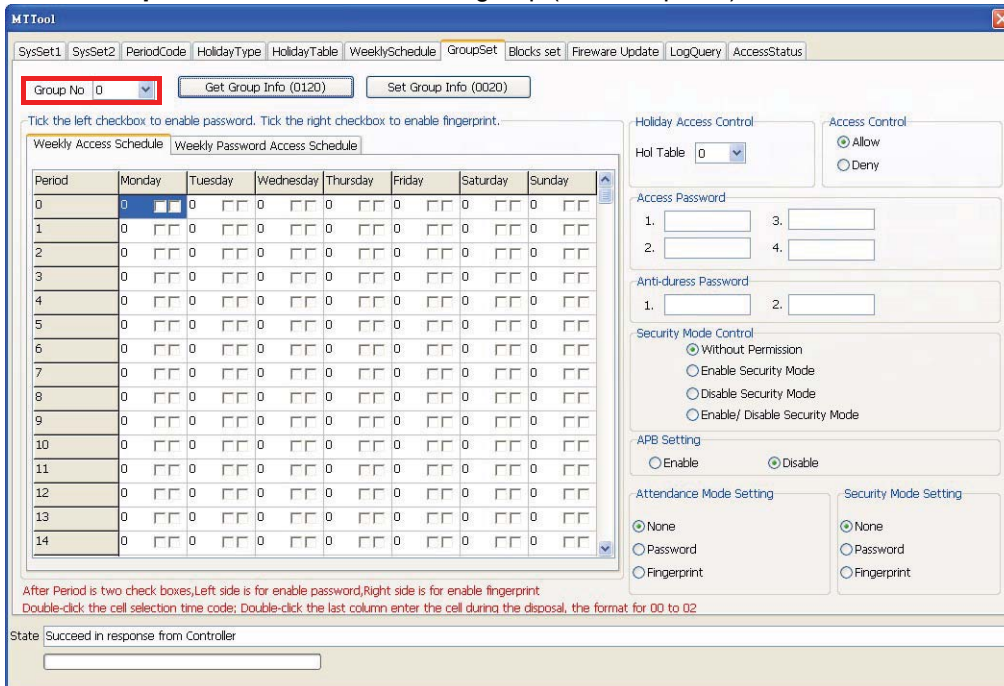 MTTool
SysSet1 SysSet2 PeriodCode HolidayType HolidayTable WeeklySchedule GroupSet Blocks set Fireware Update LogQuery AccessStatus
Group No 0 Get Group Info (0120) Set Group Info (0020)
Tick the left checkbox to enable password. Tick the right checkbox to enable fingerprint.
Weekly Access Schedule Weekly Password Access Schedule
Period Monday Tuesday Wednesday Thursday Friday Saturday Sunday
0 0 0 0 0 0 0 0
1 0 0 0 0 0 0 0
2 0 0 0 0 0 0 0
3 0 0 0 0 0 0 0
4 0 0 0 0 0 0 0
5 0 0 0 0 0 0 0
6 0 0 0 0 0 0 0
7 0 0 0 0 0 0 0
8 0 0 0 0 0 0 0
9 0 0 0 0 0 0 0
10 0 0 0 0 0 0 0
11 0 0 0 0 0 0 0
12 0 0 0 0 0 0 0
13 0 0 0 0 0 0 0
14 0 0 0 0 0 0 0
Holiday Access Control
Hol Table 0
Access Control
Allow
Deny
Access Password
1. 3.
2. 4.
Anti-duress Password
1. 2.
Security Mode Control
Without Permission
Enable Security Mode
Disable Security Mode
Enable/ Disable Security Mode
APB Setting
Enable Disable
Attendance Mode Setting
None
Password
Fingerprint
Security Mode Setting
None
Password
Fingerprint
After Period is two check boxes,Left side is for enable password,Right side is for enable fingerprint
Double-click the cell selection time code; Double-click the last column enter the cell during the disposal, the format for 00 to 02
State Succeed in response from Controller